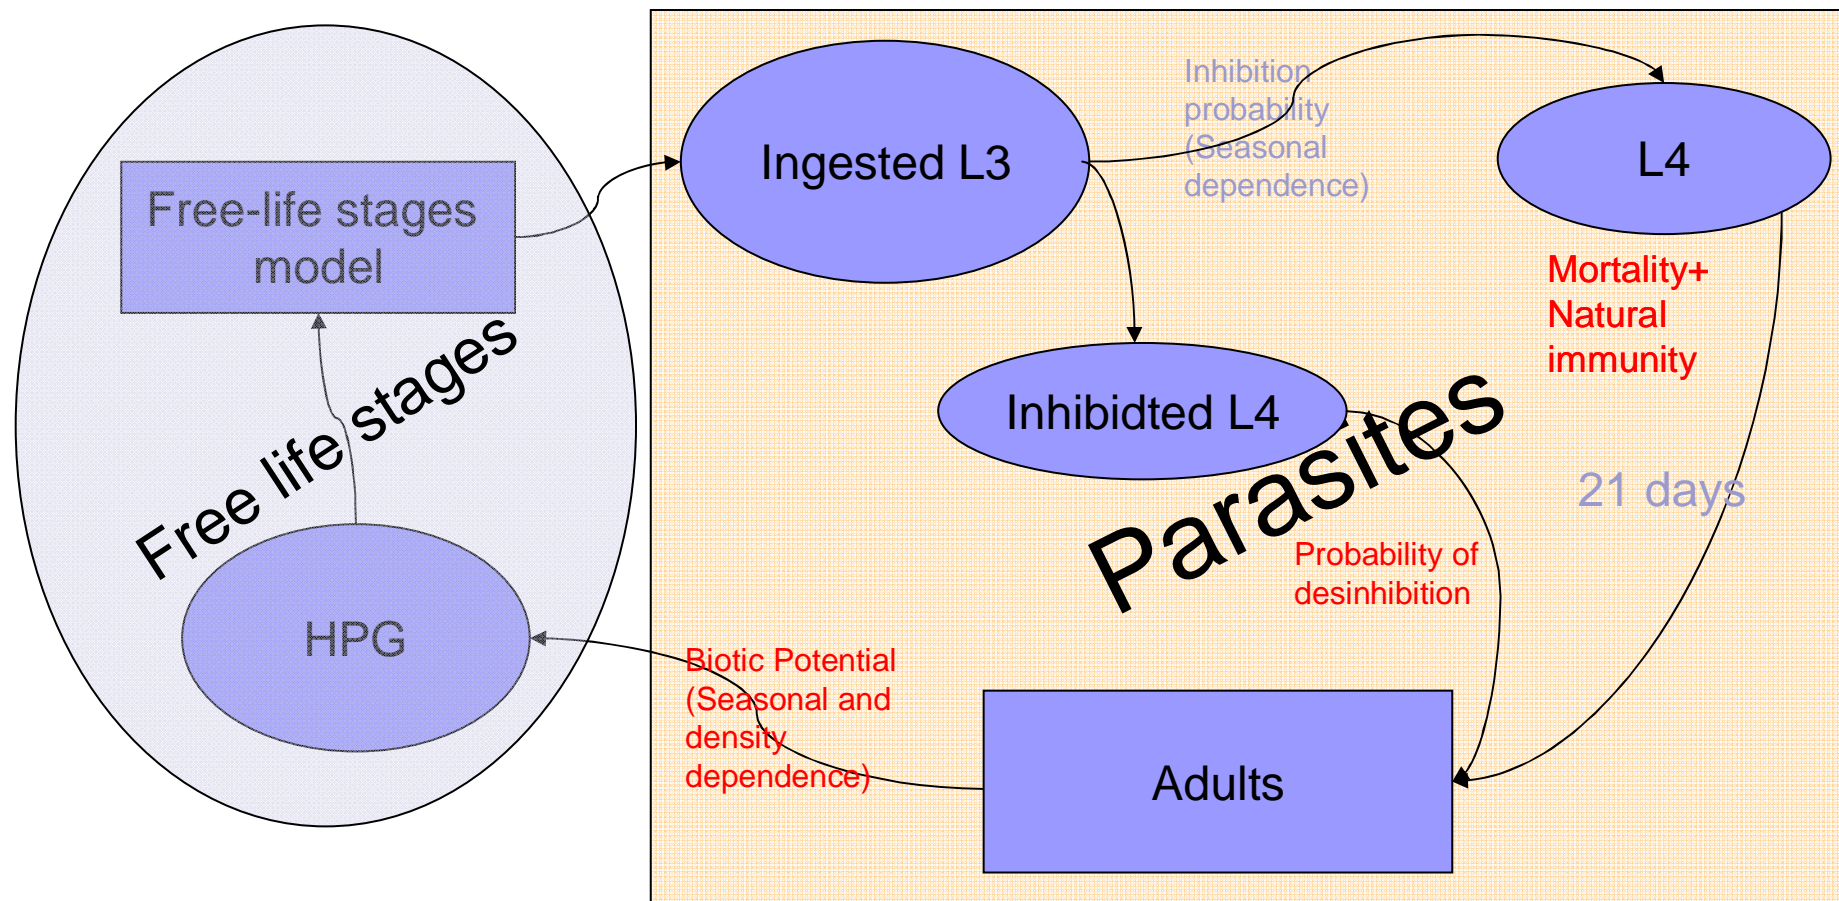 Free-life stages
model
Free life stages
HPG
Ingested L3
Inhibition
probability
(Seasonal
dependence)
L4
Mortality+
Natural
immunity
Inhibidted L4
Parasites
21 days
Probability of
desinhibition
Biotic Potential
(Seasonal and
density
dependence)
Adults